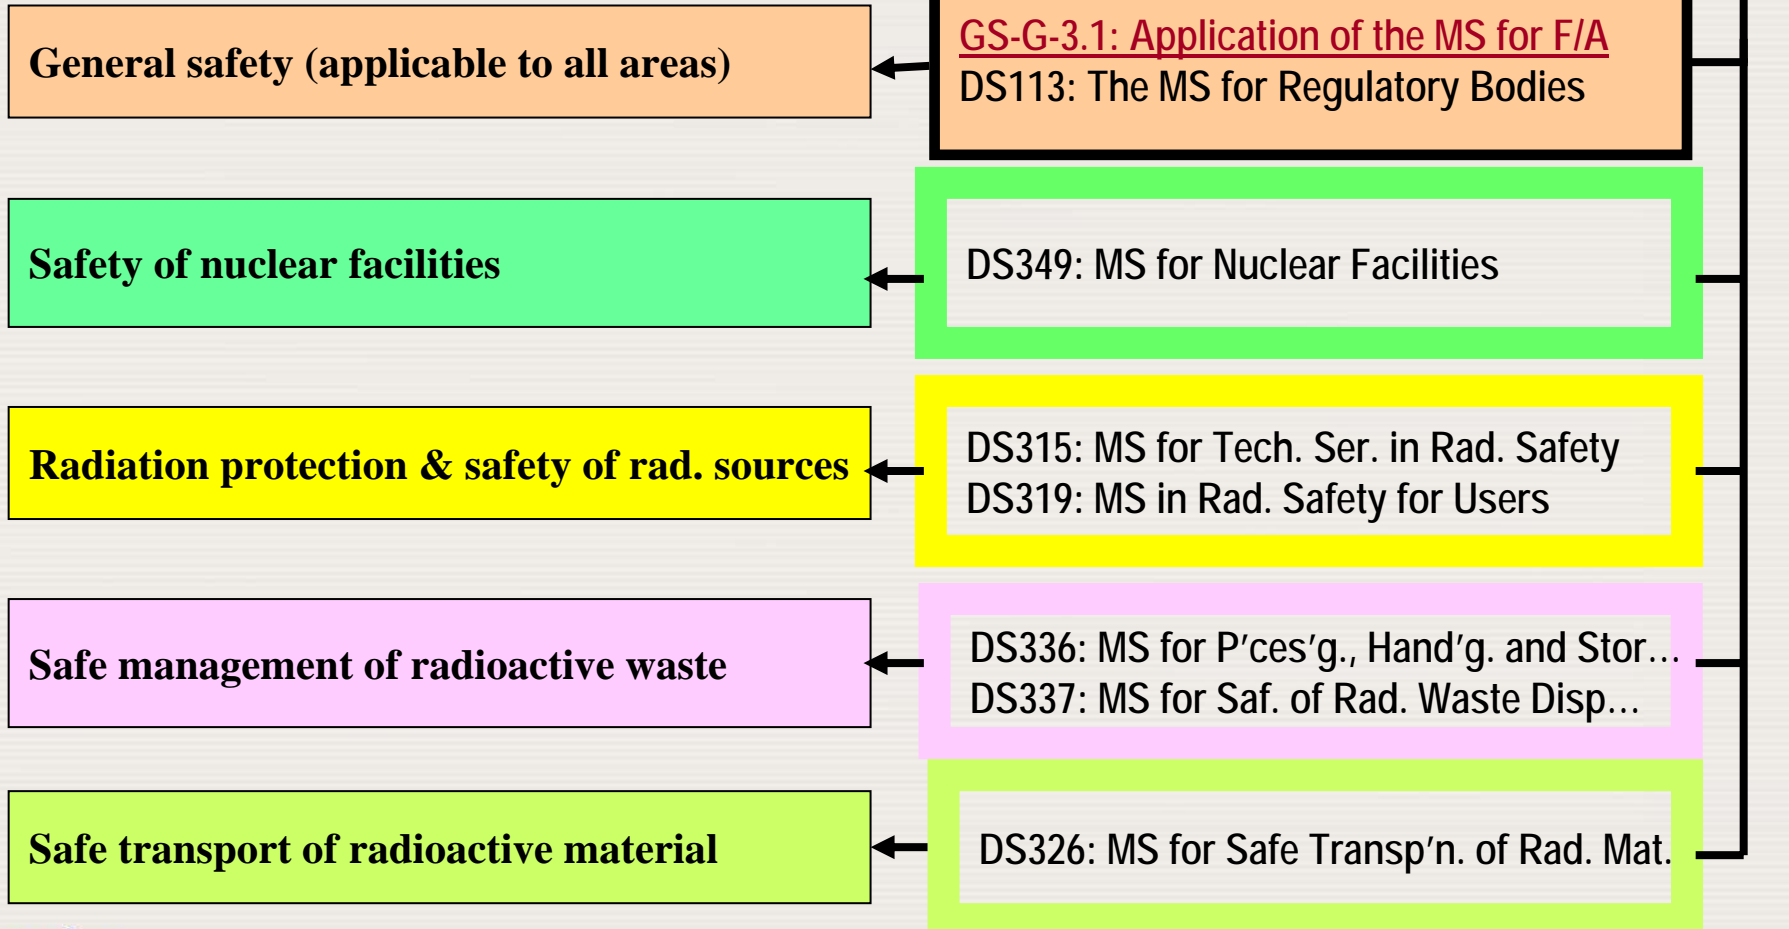 General safety (applicable to all areas)
GS-G-3.1: Application of the MS for F/A
DS113: The MS for Regulatory Bodies
Safety of nuclear facilities
DS349: MS for Nuclear Facilities
Radiation protection & safety of rad. sources
DS315: MS for Tech. Ser. in Rad. Safety
DS319: MS in Rad. Safety for Users
Safe management of radioactive waste
DS336: MS for P’ces’g., Hand’g. and Stor…
DS337: MS for Saf. of Rad. Waste Disp…
Safe transport of radioactive material
DS326: MS for Safe Transp’n. of Rad. Mat.